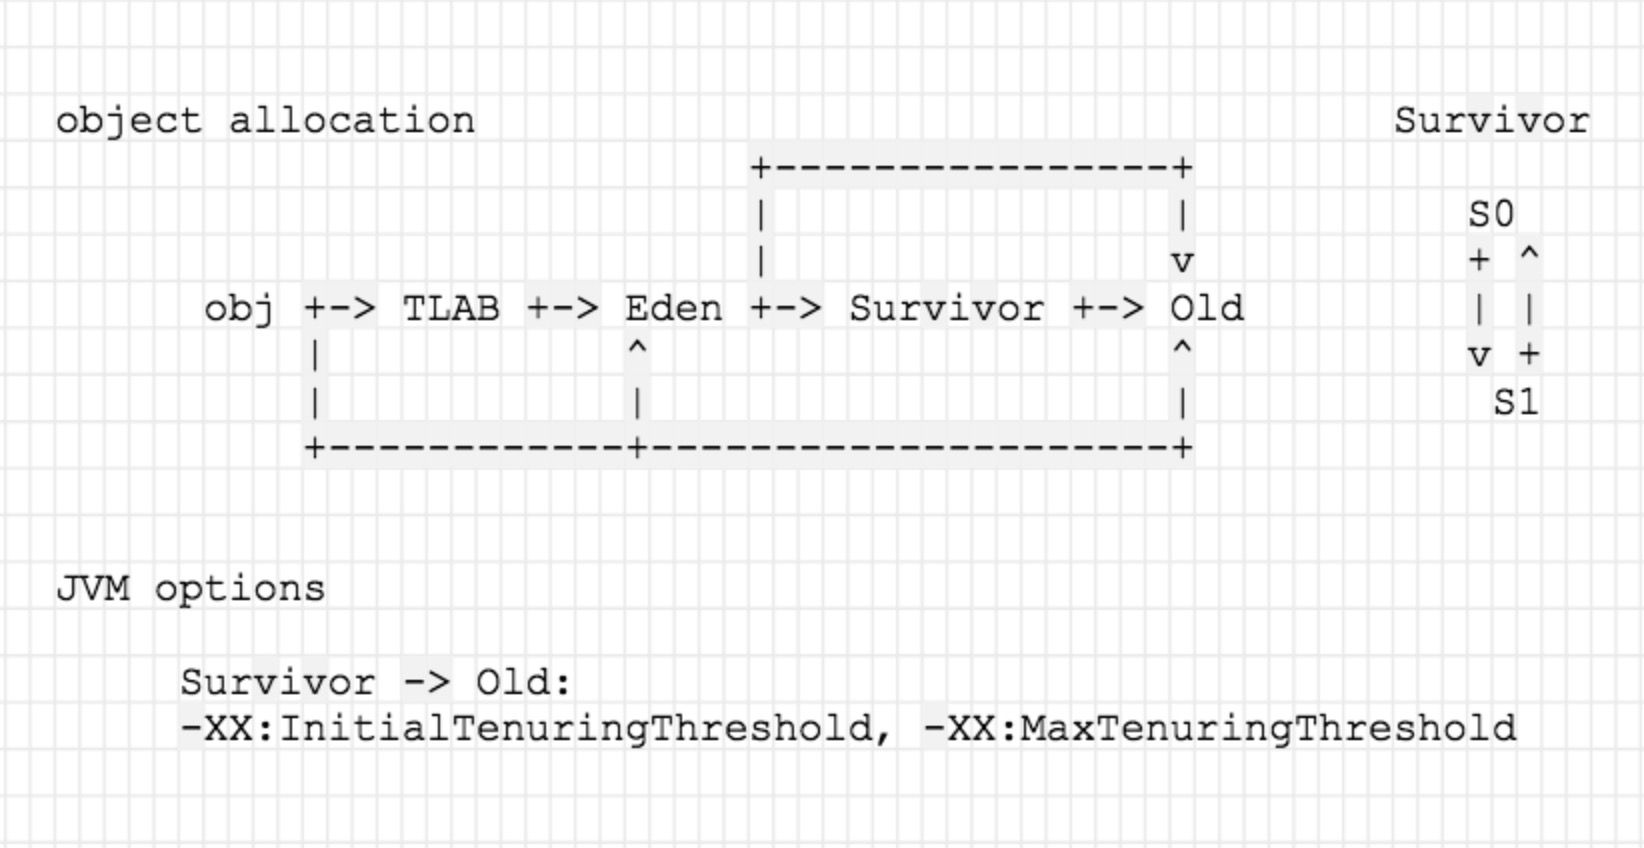 object allocation                                                          Survivor
                         +----------------+
                         |                |           S0
                         |                v           + ^
   obj +-> TLAB +-> Eden +-> Survivor +-> Old         | |
       |            ^                     ^           v +
       |            |                     |            S1
       +------------+---------------------+
JVM options
Survivor -> Old:
-XX:InitialTenuringThreshold, -XX:MaxTenuringThreshold